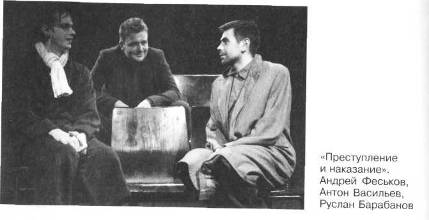 «Преступление
и наказание».
Андрей Феськов,
Антон Васильев,
Руслан Барабанов